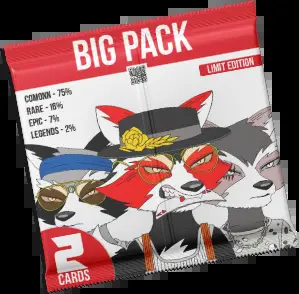 BIG PACK
LIMIT EDITION
COMONN - 75%
RARE - 16%
EPIC - 7%
LEGENDS - 2%
2
CARDS